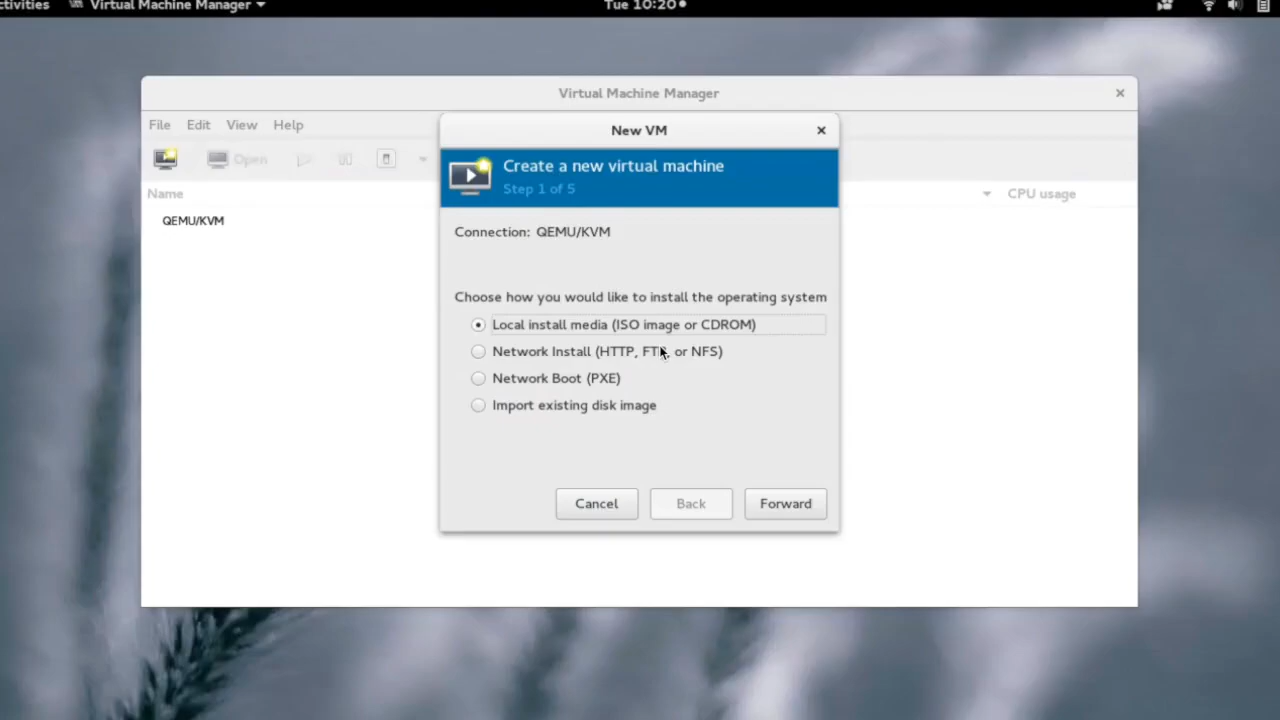 ctivities Virtual Machine Manager Tue 10:20
Virtual Machine Manager
File Edit View Help
New VM
Open
Create a new virtual machine
Step 1 of 5
Name CPU usage
QEMU/KVM
Connection: QEMU/KVM
Choose how you would like to install the operating system
Local install media (ISO image or CDROM)
Network Install (HTTP, FTP, or NFS)
Network Boot (PXE)
Import existing disk image
Cancel Back Forward